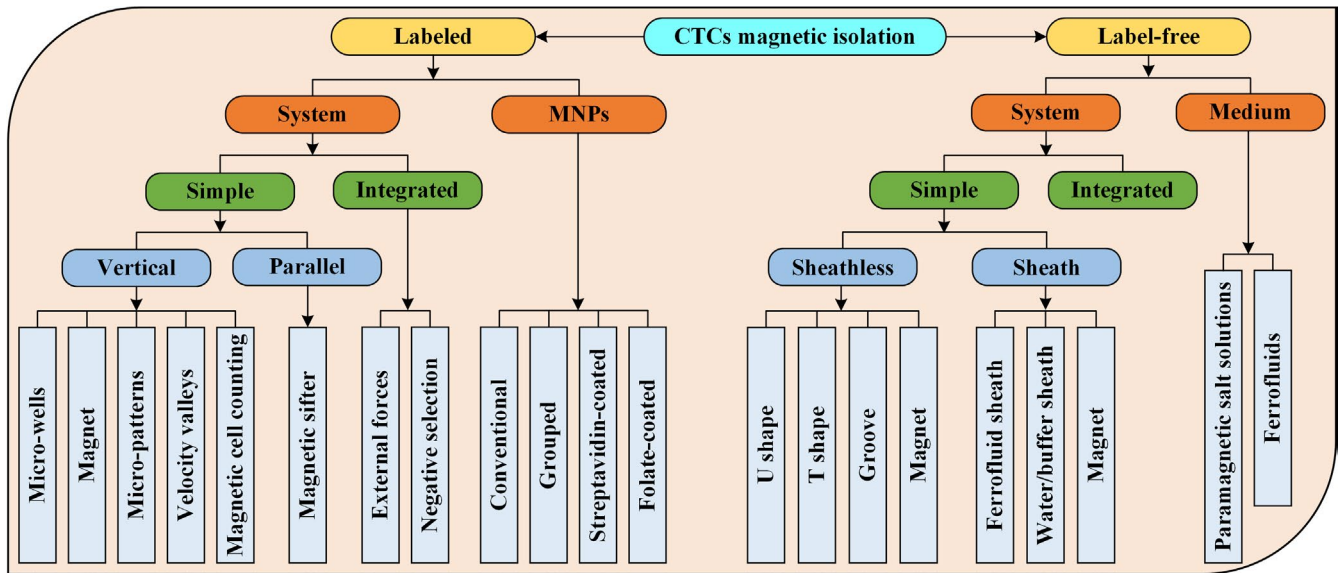 Labeled
CTCs magnetic isolation
Label-free
System
MNPs
System
Medium
Simple
Integrated
Simple
Integrated
Vertical
Parallel
Sheathless
Sheath
Micro-wells
Magnet
Micro-patterns
Velocity valleys
Magnetic cell counting
Magnetic sifter
External forces
Negative selection
Conventional
Grouped
Streptavidin-coated
Folate-coated
U shape
T shape
Groove
Magnet
Ferrofluid sheath
Water/buffer sheath
Magnet
Paramagnetic salt solutions
Ferrofluids